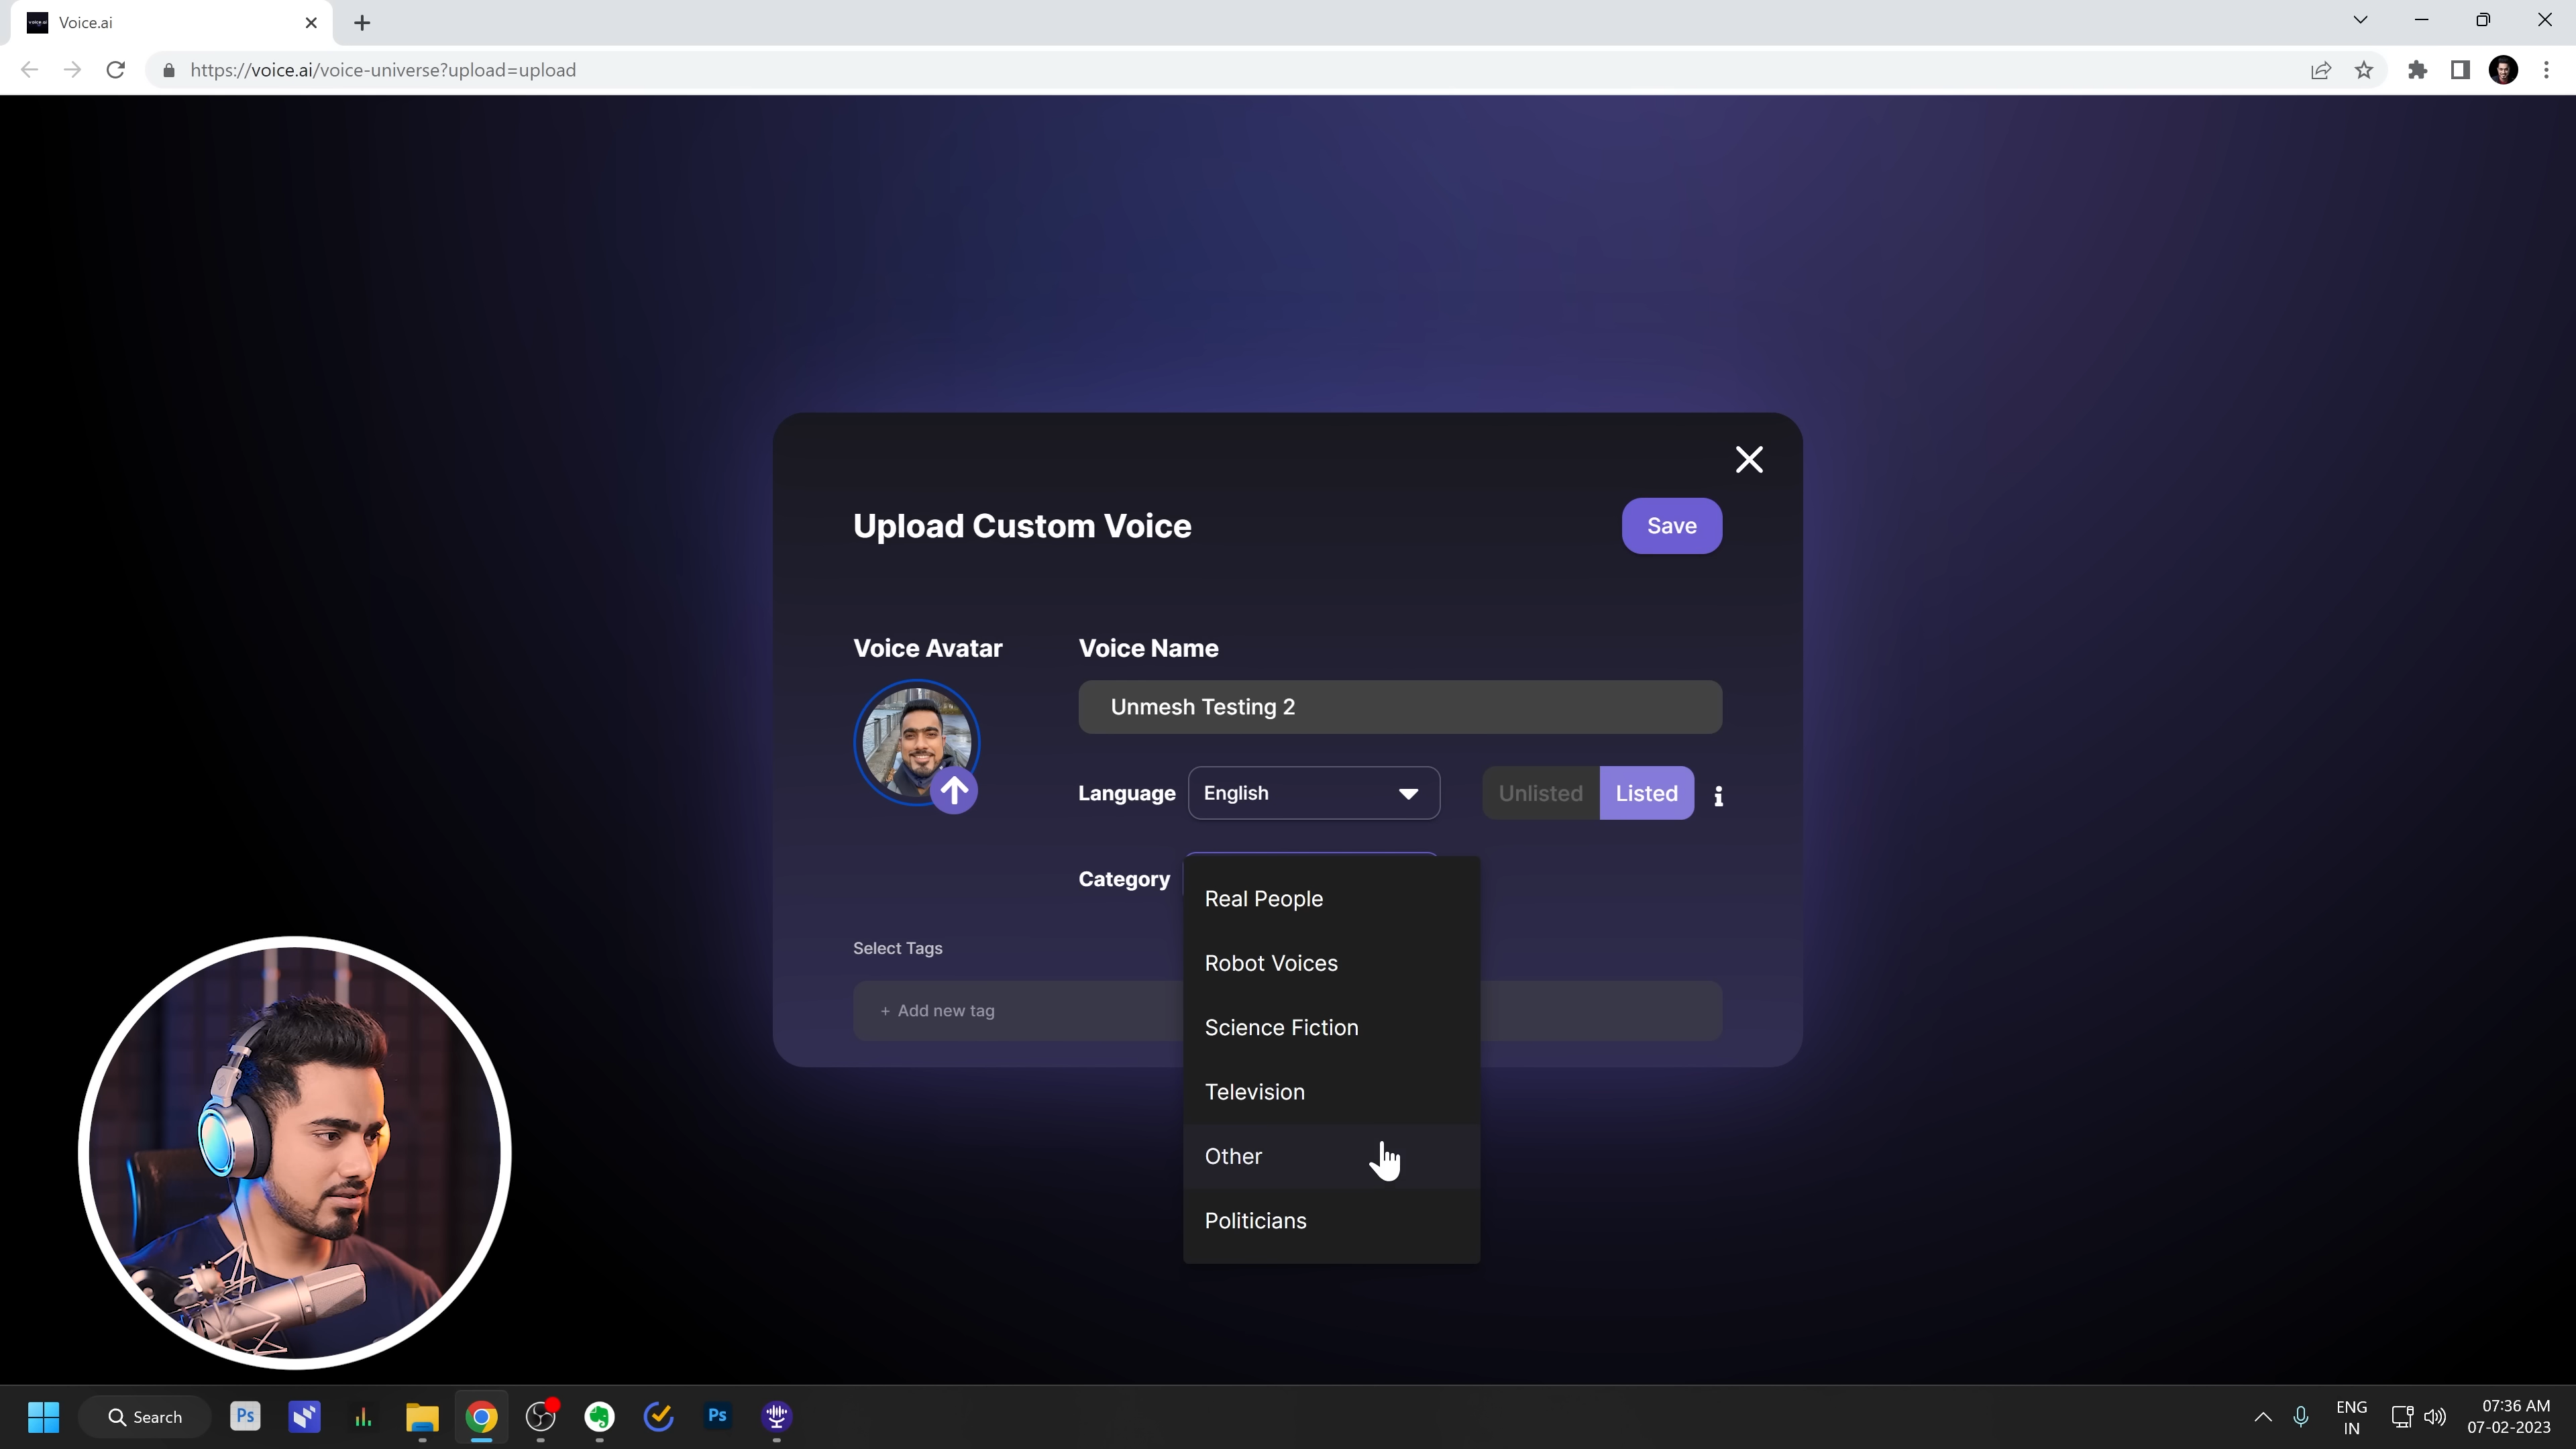 Voice.ai
https://voice.ai/voice-universe?upload=upload
Upload Custom Voice
Save
Voice Avatar
Voice Name
Unmesh Testing 2
Language
English
Unlisted
Listed
Category
Real People
Robot Voices
Science Fiction
Television
Other
Politicians
Select Tags
+ Add new tag
Search
Ps
Ps
ENG
IN
07:36 AM
07-02-2023